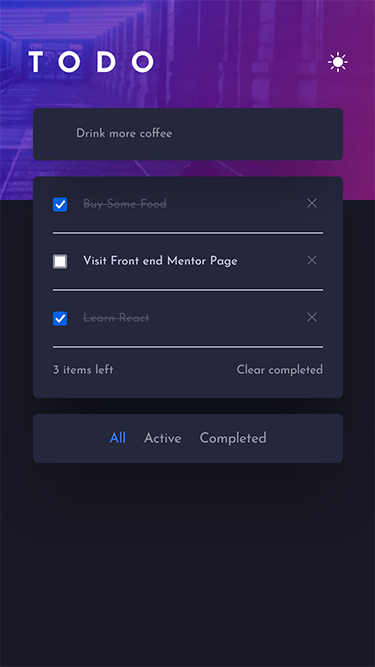 TODO
Drink more coffee
Buy Some Food
Visit Front end Mentor Page
Learn React
3 items left Clear completed
All Active Completed